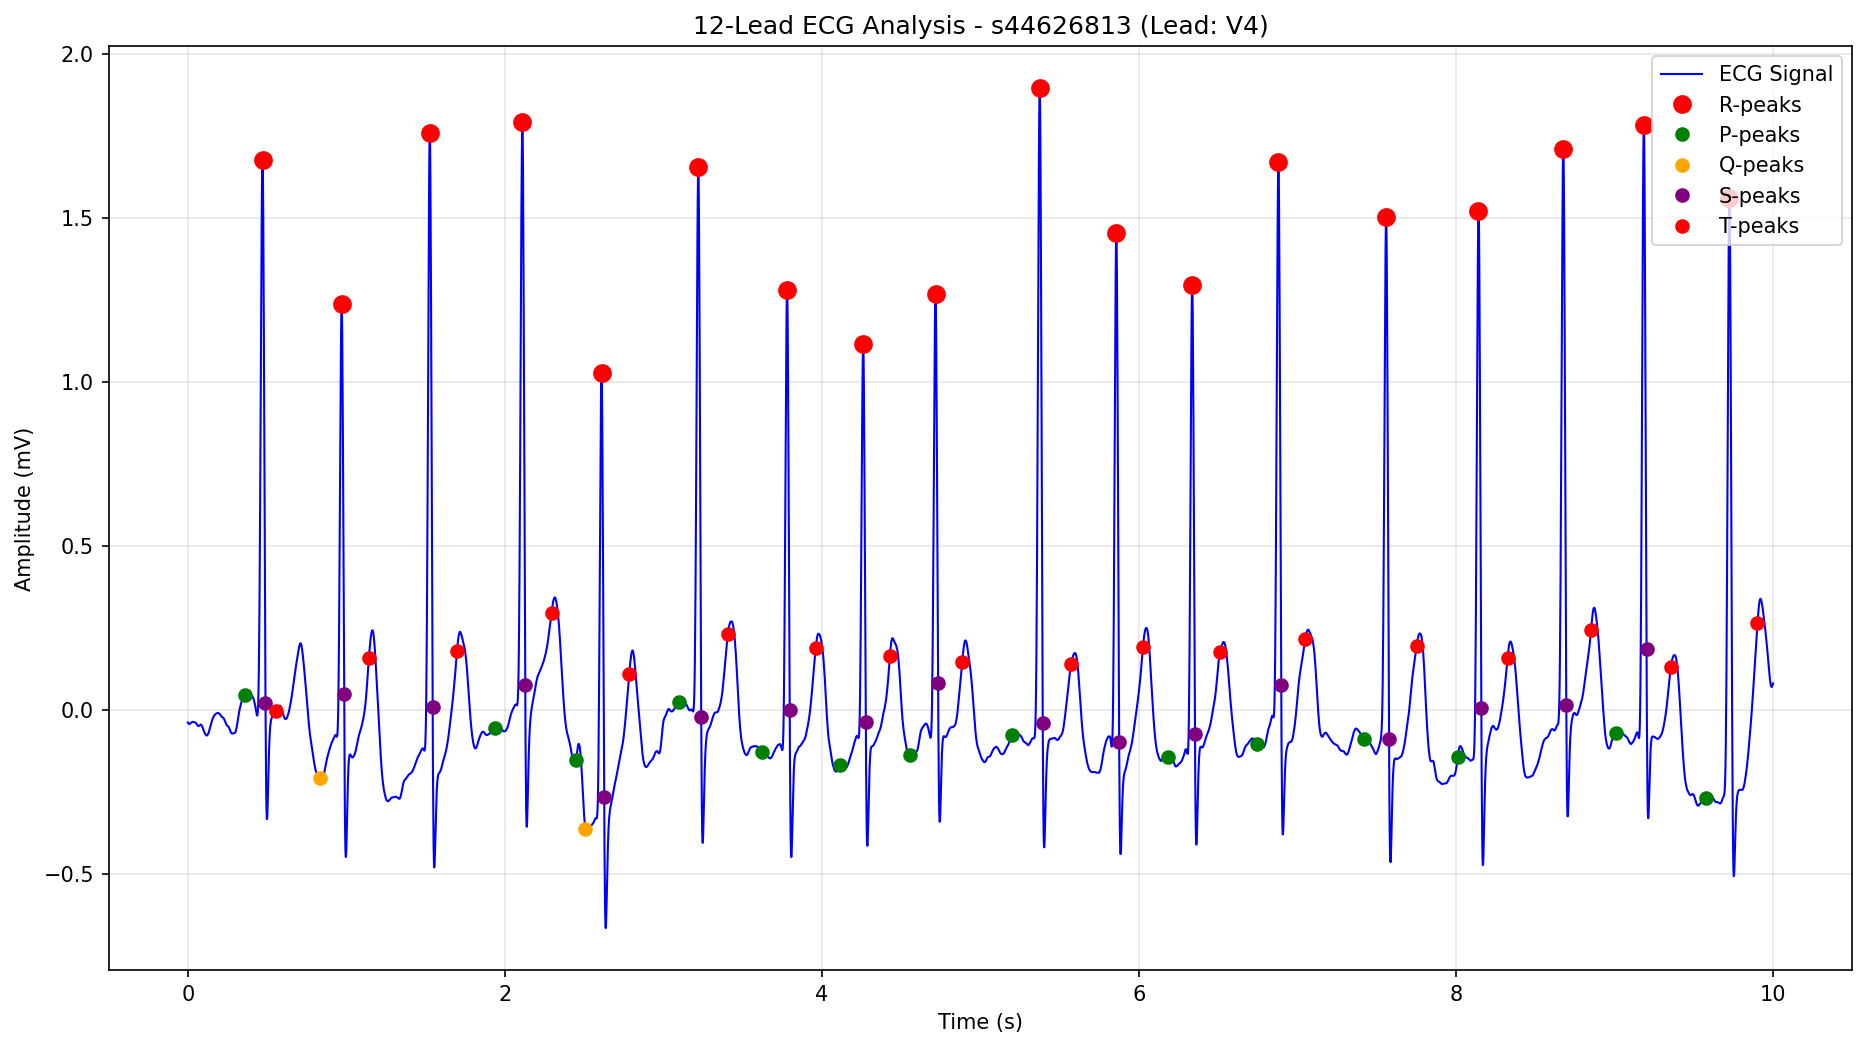 12-Lead ECG Analysis - s44626813 (Lead: V4)
2.0
1.5
1.0
0.5
0.0
−0.5
Amplitude (mV)
0 2 4 6 8 10
Time (s)
ECG Signal
R-peaks
P-peaks
Q-peaks
S-peaks
T-peaks